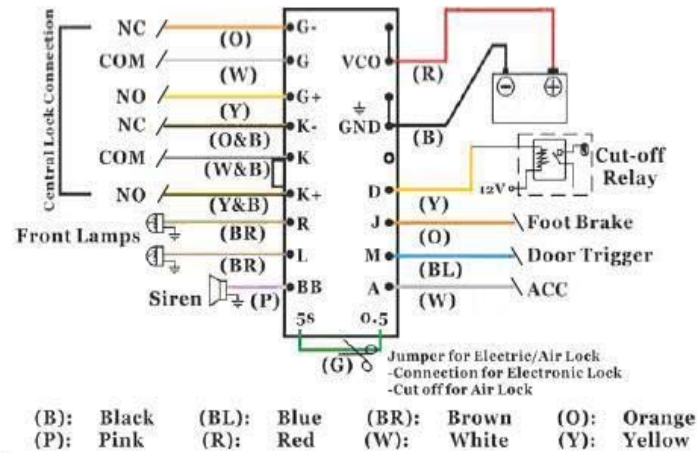 Central Lock Connection
NC (O) G-
COM (W) G VCO (R)
NO (Y) G+
NC (O&B) K- GND (B)
COM (W&B) K
NO (Y&B) K+ D (Y) 12V Cut-off Relay
Front Lamps (BR) R J (O) Foot Brake
(BR) L M (BL) Door Trigger
Siren (P) BB A (W) ACC
5s 0.5
(G) Jumper for Electric/Air Lock
-Connection for Electronic Lock
-Cut off for Air Lock
(B): Black (BL): Blue (BR): Brown (O): Orange
(P): Pink (R): Red (W): White (Y): Yellow